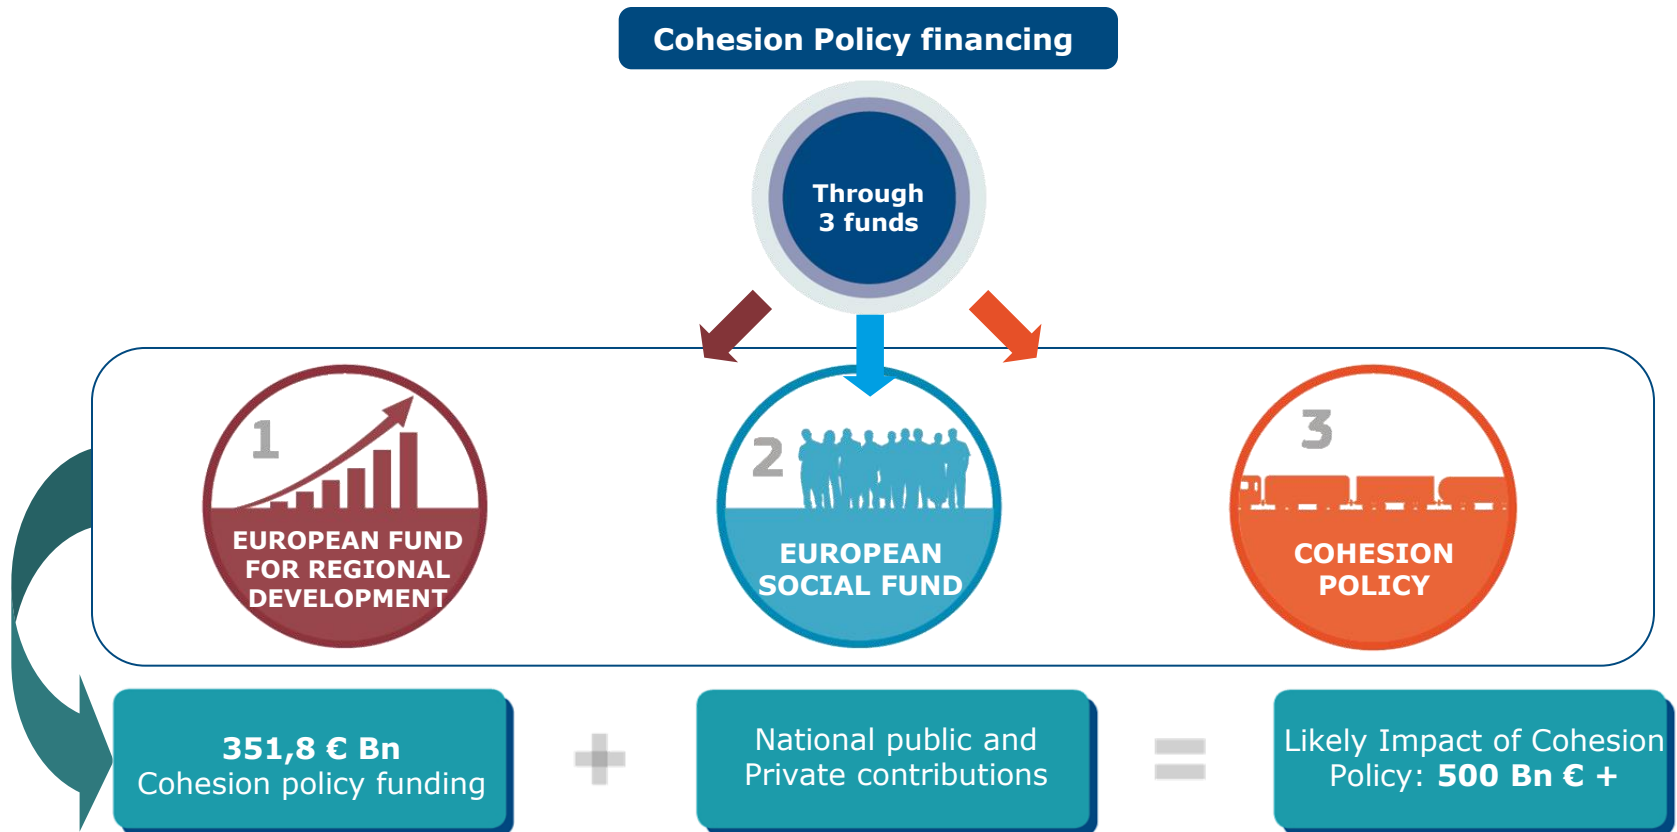 Cohesion Policy financing
Through
3 funds
1
EUROPEAN FUND
FOR REGIONAL
DEVELOPMENT
2
EUROPEAN
SOCIAL FUND
3
COHESION
POLICY
351,8 € Bn
Cohesion policy funding
+
National public and
Private contributions
=
Likely Impact of Cohesion
Policy: 500 Bn € +